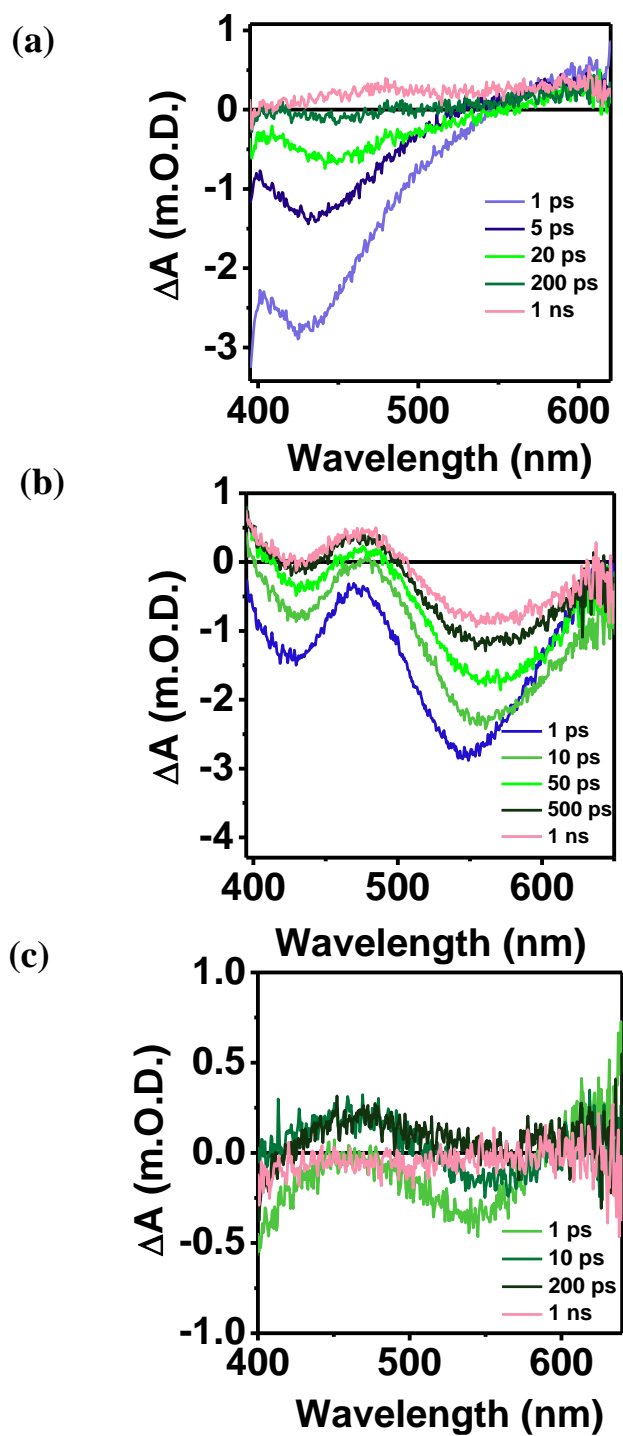 (a)
1
0
-1
-2
-3
ΔA (m.O.D.)
1 ps
5 ps
20 ps
200 ps
1 ns
400 500 600
Wavelength (nm)
(b)
1
0
-1
-2
-3
-4
ΔA (m.O.D.)
1 ps
10 ps
50 ps
500 ps
1 ns
400 500 600
Wavelength (nm)
(c)
1.0
0.5
0.0
-0.5
-1.0
ΔA (m.O.D.)
1 ps
10 ps
200 ps
1 ns
400 500 600
Wavelength (nm)